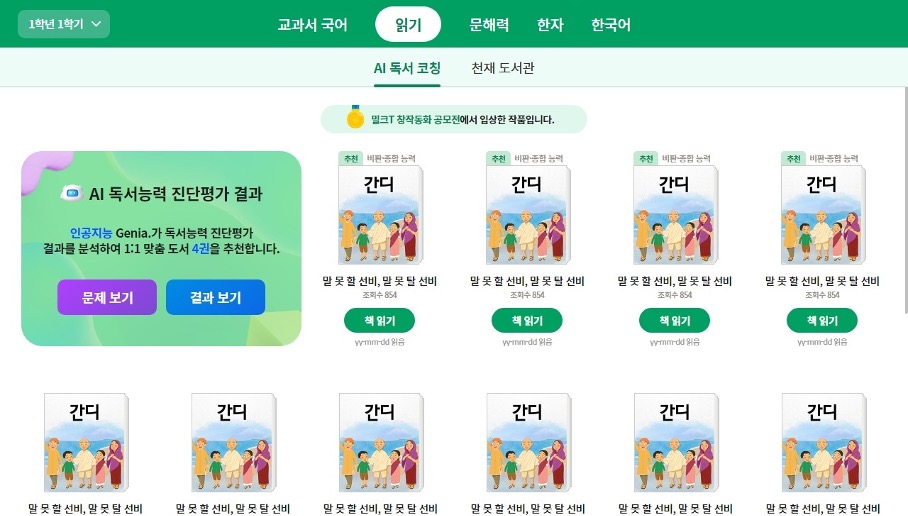 1학년 1학기
교과서 국어
읽기
문해력
한자
한국어
AI 독서 코칭
천재 도서관
밀크T 창작동화 공모전에서 입상한 작품입니다.
AI 독서능력 진단평가 결과
인공지능 Genia.가 독서능력 진단평가
결과를 분석하여 1:1 맞춤 도서 4권을 추천합니다.
문제 보기
결과 보기
추천 비판·종합 능력
간디
말 못 할 선비, 말 못 탈 선비
조회수 854
책 읽기
yy-mm-dd 읽음
추천 비판·종합 능력
간디
말 못 할 선비, 말 못 탈 선비
조회수 854
책 읽기
yy-mm-dd 읽음
추천 비판·종합 능력
간디
말 못 할 선비, 말 못 탈 선비
조회수 854
책 읽기
yy-mm-dd 읽음
추천 비판·종합 능력
간디
말 못 할 선비, 말 못 탈 선비
조회수 854
책 읽기
yy-mm-dd 읽음
간디
말 못 할 선비, 말 못 탈 선비
간디
말 못 할 선비, 말 못 탈 선비
간디
말 못 할 선비, 말 못 탈 선비
간디
말 못 할 선비, 말 못 탈 선비
간디
말 못 할 선비, 말 못 탈 선비
간디
말 못 할 선비, 말 못 탈 선비